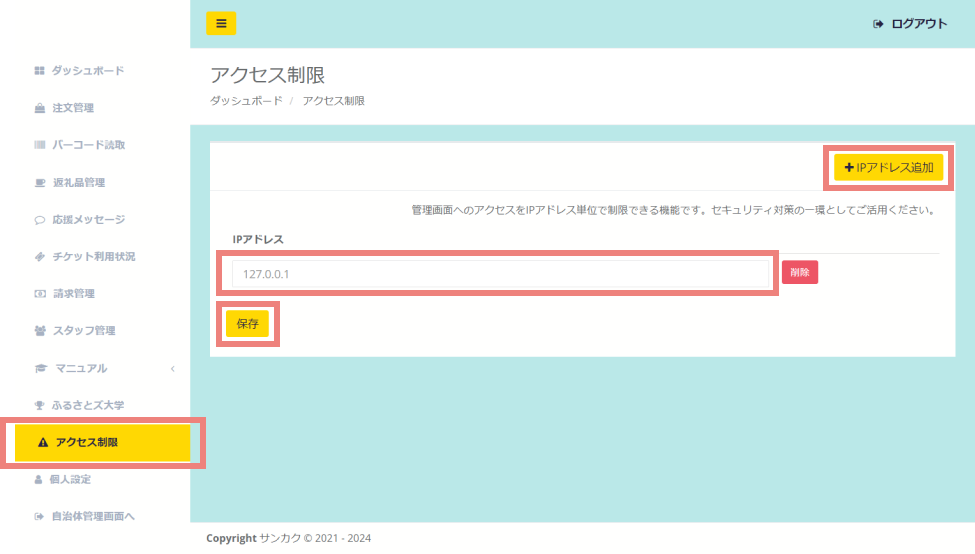 ログアウト
ダッシュボード
注文管理
バーコード読取
返礼品管理
応援メッセージ
チケット利用状況
請求管理
スタッフ管理
マニュアル
ふるさとズ大学
アクセス制限
個人設定
自治体管理画面へ
アクセス制限
ダッシュボード / アクセス制限
IPアドレス追加
管理画面へのアクセスをIPアドレス単位で制限できる機能です。セキュリティ対策の一環としてご活用ください。
IPアドレス
127.0.0.1
削除
保存
Copyright サンカク © 2021 - 2024